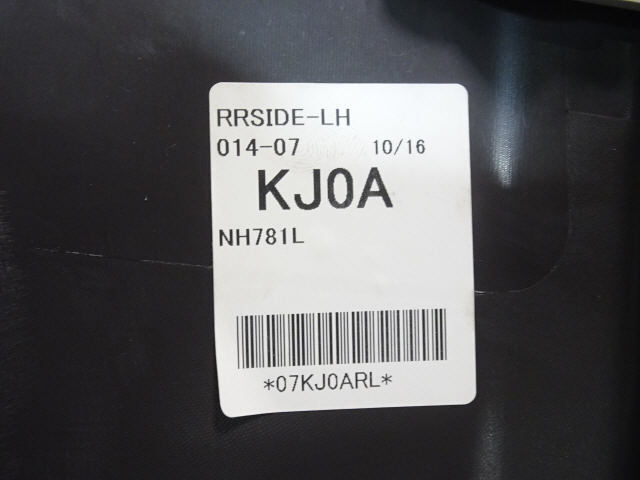 RRSIDE-LH
014-07 10/16
KJ0A
NH781L
*07KJ0ARL*